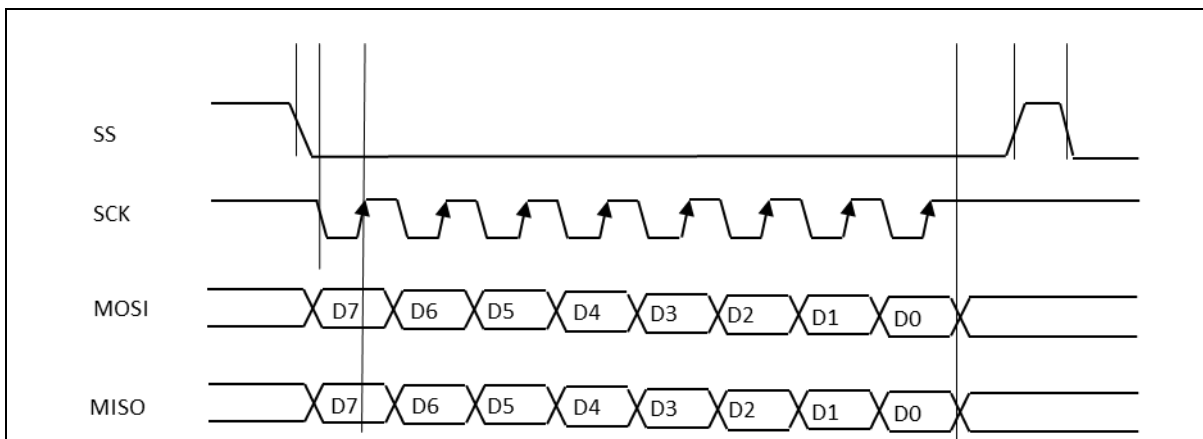 SS
SCK
MOSI D7 D6 D5 D4 D3 D2 D1 D0
MISO D7 D6 D5 D4 D3 D2 D1 D0